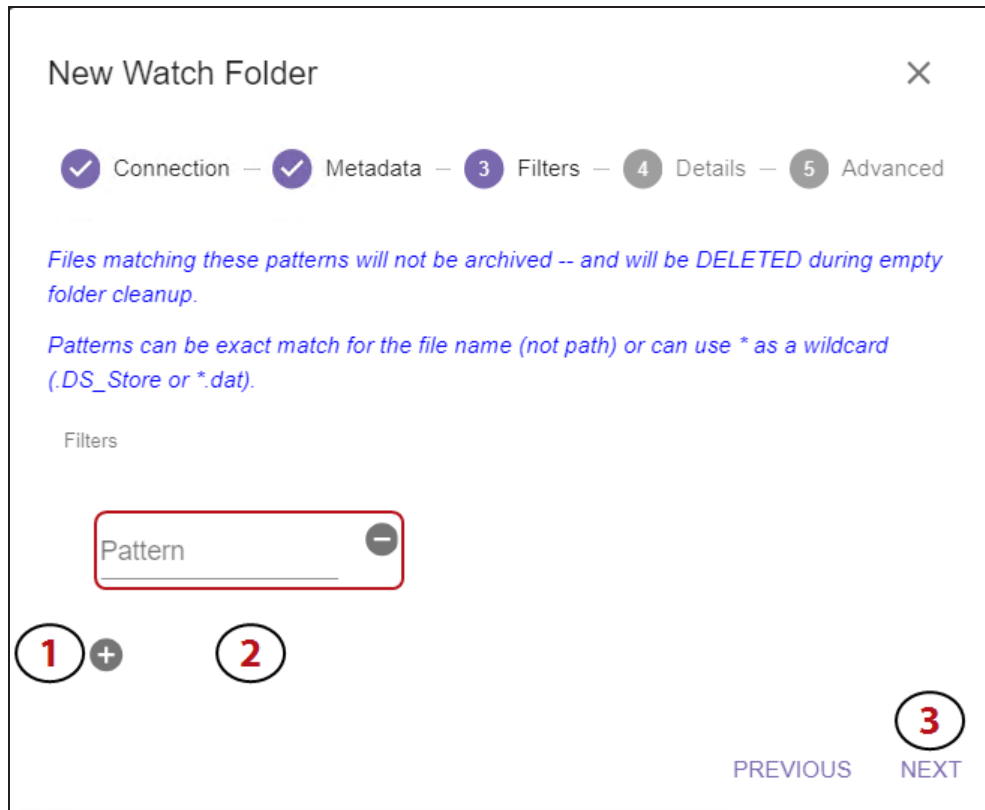 New Watch Folder
Connection – Metadata – 3 Filters – 4 Details – 5 Advanced
Files matching these patterns will not be archived -- and will be DELETED during empty
folder cleanup.
Patterns can be exact match for the file name (not path) or can use * as a wildcard
(.DS_Store or *.dat).
Filters
Pattern
1 2
3
PREVIOUS NEXT